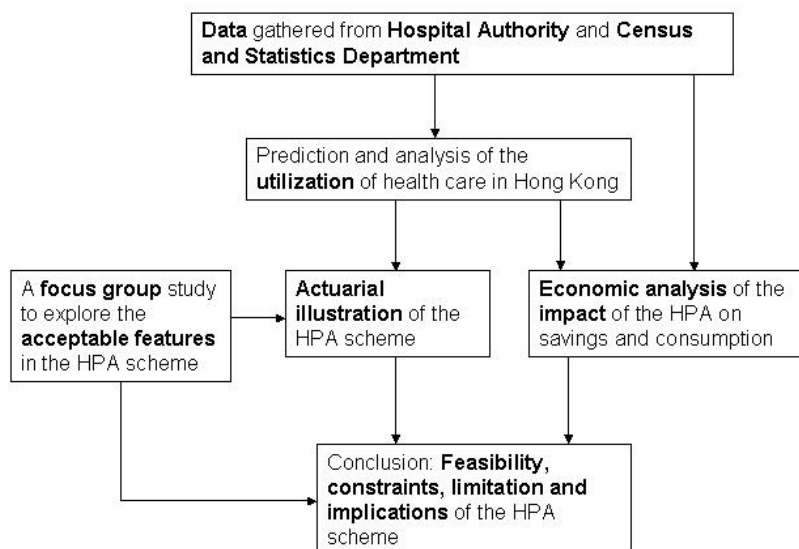 Data gathered from Hospital Authority and Census
and Statistics Department
Prediction and analysis of the
utilization of health care in Hong Kong
A focus group study
to explore the
acceptable features
in the HPA scheme
Actuarial
illustration of the
HPA scheme
Economic analysis of the
impact of the HPA on
savings and consumption
Conclusion: Feasibility,
constraints, limitation and
implications of the HPA
scheme